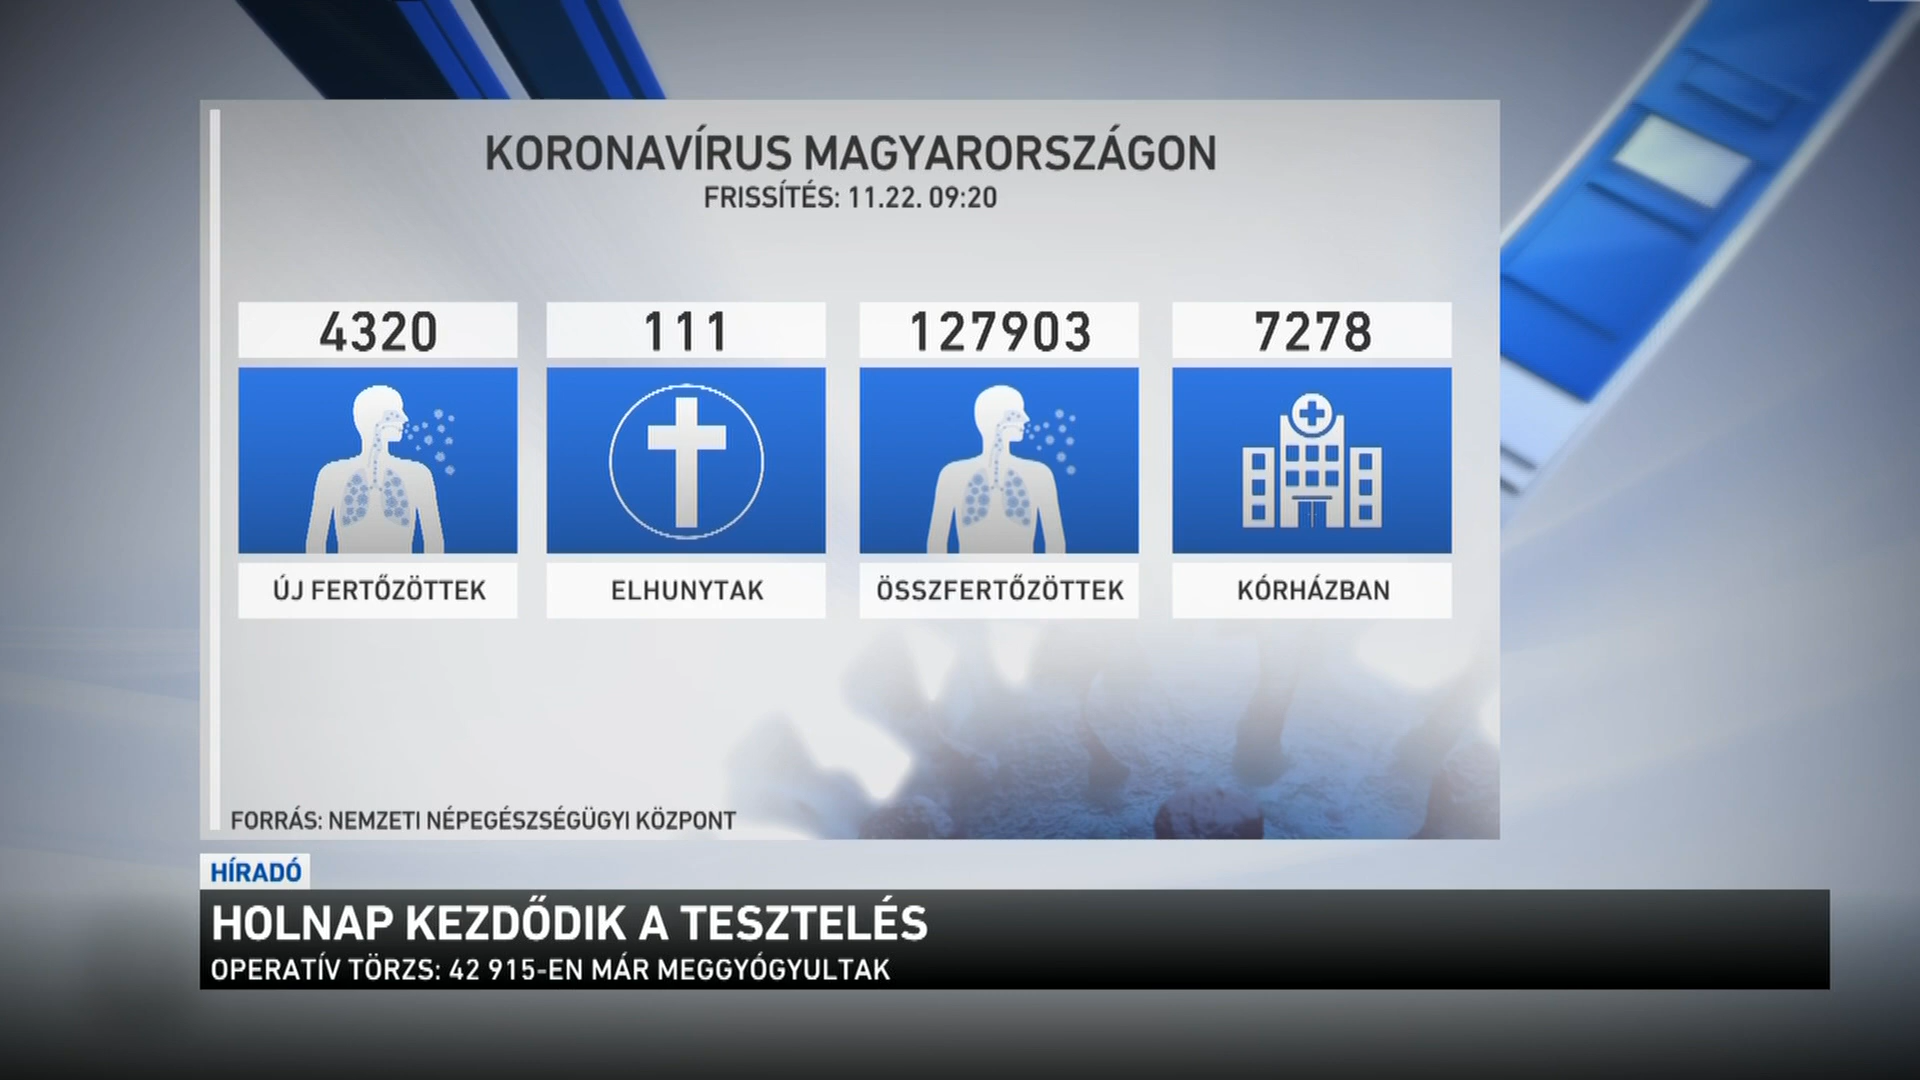 KORONAVÍRUS MAGYARORSZÁGON
FRISSÍTÉS: 11.22. 09:20
4320
111
127903
7278
ÚJ FERTŐZÖTTEK
ELHUNYTAK
ÖSSZFERTŐZÖTTEK
KÓRHÁZBAN
FORRÁS: NEMZETI NÉPEGÉSZSÉGÜGYI KÖZPONT
HÍRADÓ
HOLNAP KEZDŐDIK A TESZTELÉS
OPERATÍV TÖRZS: 42 915-EN MÁR MEGGYÓGYULTAK